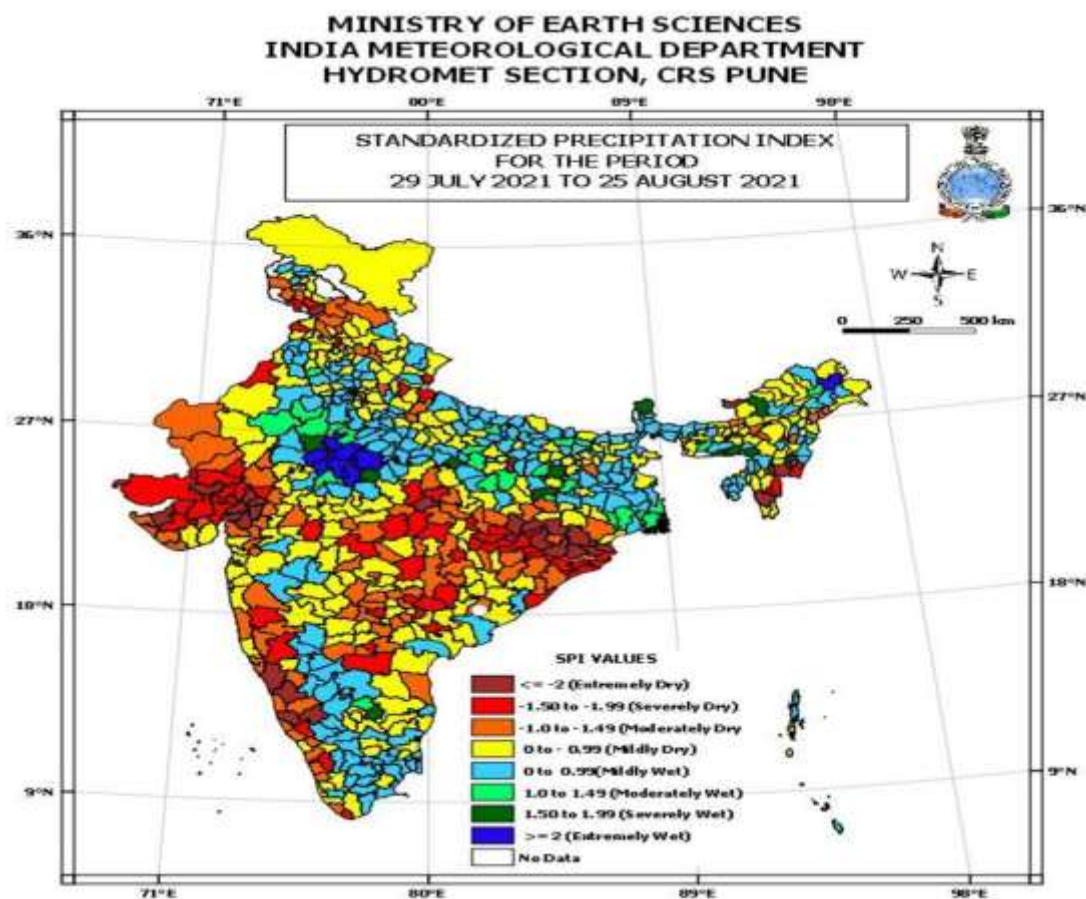 MINISTRY OF EARTH SCIENCES
INDIA METEOROLOGICAL DEPARTMENT
HYDROMET SECTION, CRS PUNE
71°E 80°E 89°E 98°E
STANDARDIZED PRECIPITATION INDEX
FOR THE PERIOD
29 JULY 2021 TO 25 AUGUST 2021
36°N 36°N
N
W E
S
0 250 500 km
27°N 27°N
18°N 18°N
SPI VALUES
<= -2 (Extremely Dry)
-1.50 to -1.99 (Severely Dry)
-1.0 to -1.49 (Moderately Dry
0 to - 0.99 (Mildly Dry)
0 to 0.99(Mildly Wet)
1.0 to 1.49 (Moderately Wet)
1.50 to 1.99 (Severely Wet)
>= 2 (Extremely Wet)
No Data
9°N 9°N
71°E 80°E 89°E 98°E